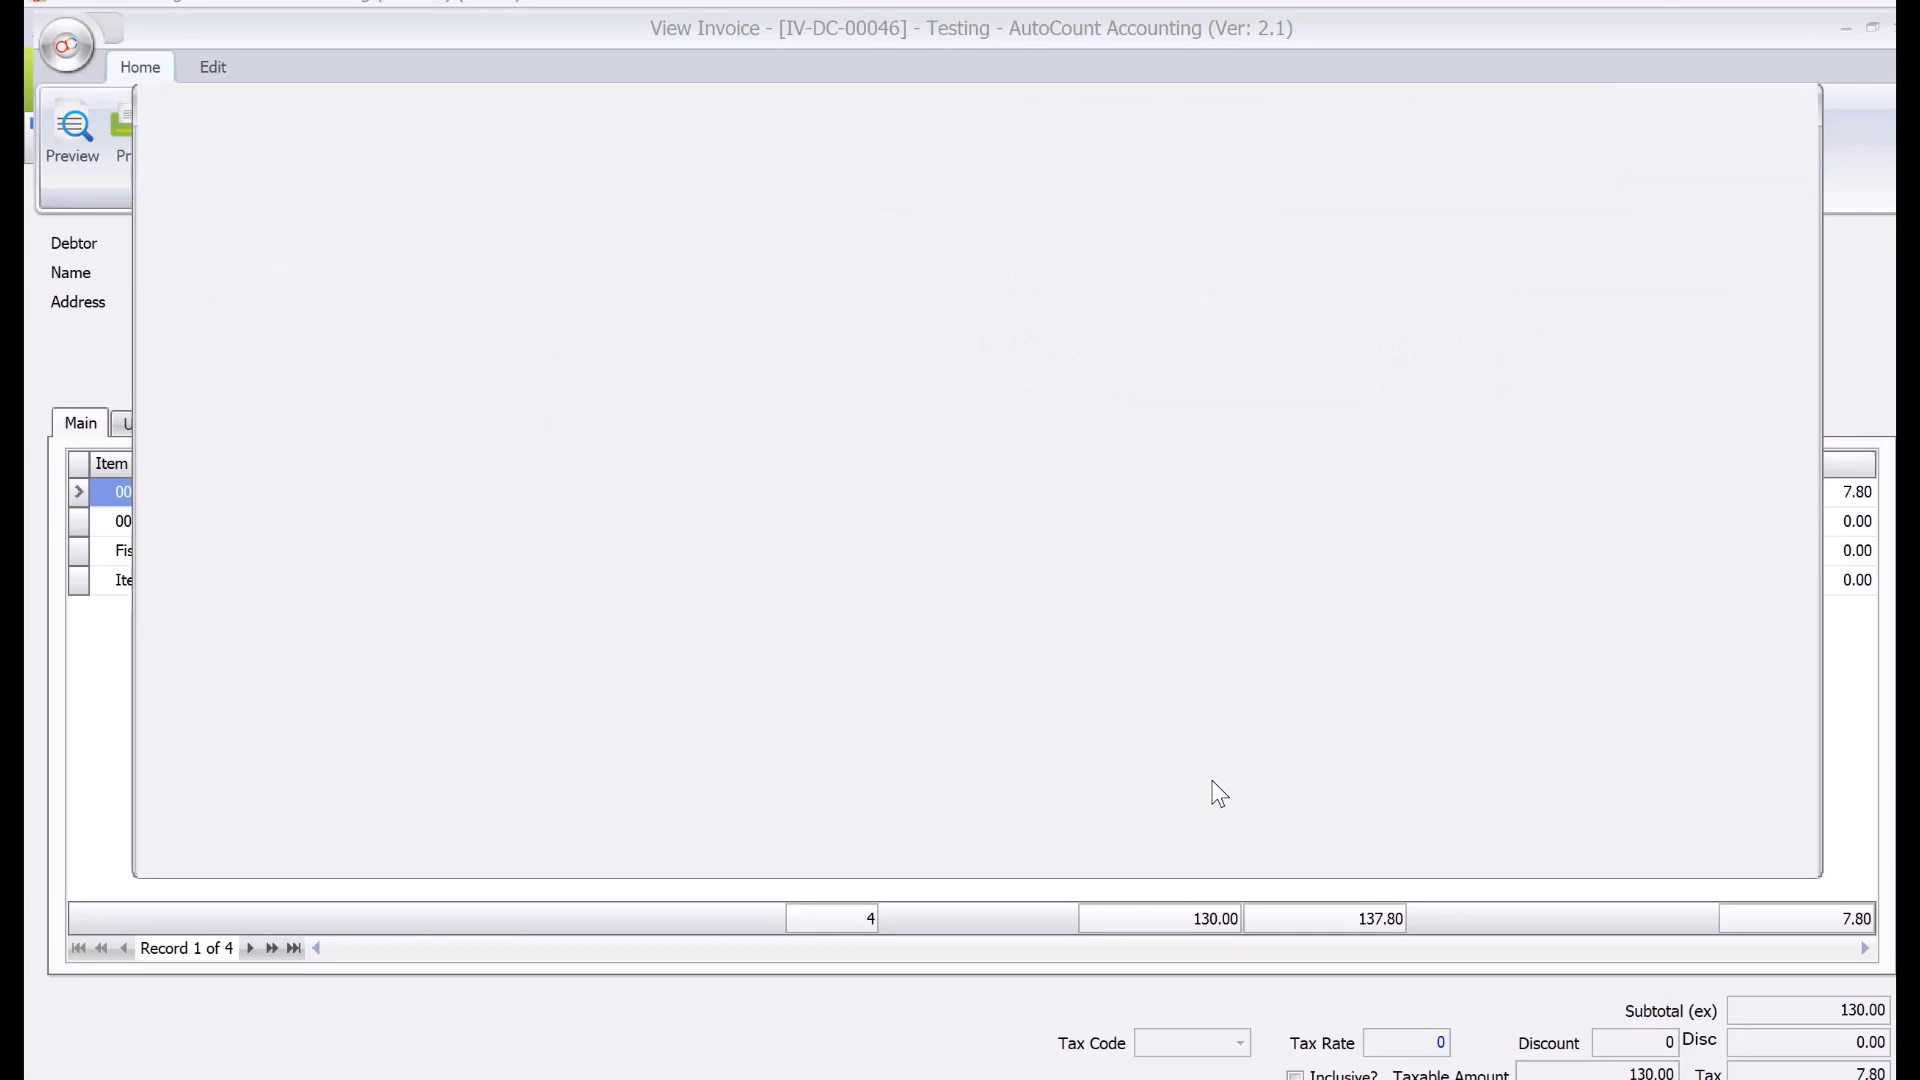 View Invoice - [IV-DC-00046] - Testing - AutoCount Accounting (Ver: 2.1)
Home Edit
Preview Pr
Debtor
Name
Address
Main U
Item
00 7.80
00 0.00
Fis 0.00
Ite 0.00
4 130.00 137.80 7.80
Record 1 of 4
Subtotal (ex) 130.00
Tax Code Tax Rate 0 Discount 0 Disc 0.00
Inclusive? Taxable Amount 130.00 Tax 7.80